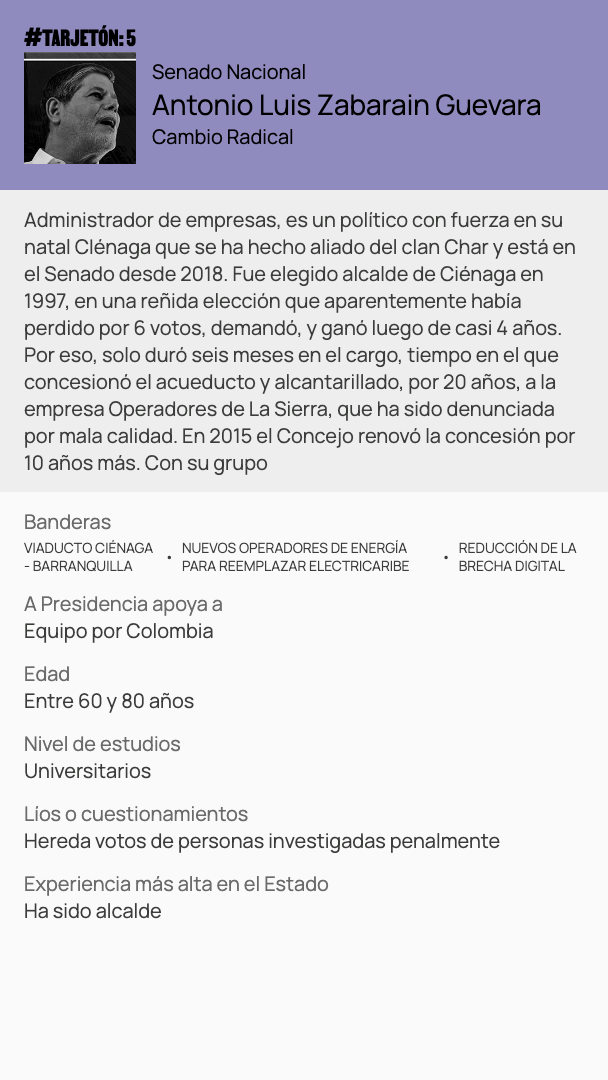 #TARJETÓN: 5
Senado Nacional
Antonio Luis Zabarain Guevara
Cambio Radical
Administrador de empresas, es un político con fuerza en su
natal Clénaga que se ha hecho aliado del clan Char y está en
el Senado desde 2018. Fue elegido alcalde de Ciénaga en
1997, en una reñida elección que aparentemente había
perdido por 6 votos, demandó, y ganó luego de casi 4 años.
Por eso, solo duró seis meses en el cargo, tiempo en el que
concesionó el acueducto y alcantarillado, por 20 años, a la
empresa Operadores de La Sierra, que ha sido denunciada
por mala calidad. En 2015 el Concejo renovó la concesión por
10 años más. Con su grupo
Banderas
VIADUCTO CIÉNAGA
- BARRANQUILLA
• NUEVOS OPERADORES DE ENERGÍA
PARA REEMPLAZAR ELECTRICARIBE
• REDUCCIÓN DE LA
BRECHA DIGITAL
A Presidencia apoya a
Equipo por Colombia
Edad
Entre 60 y 80 años
Nivel de estudios
Universitarios
Líos o cuestionamientos
Hereda votos de personas investigadas penalmente
Experiencia más alta en el Estado
Ha sido alcalde